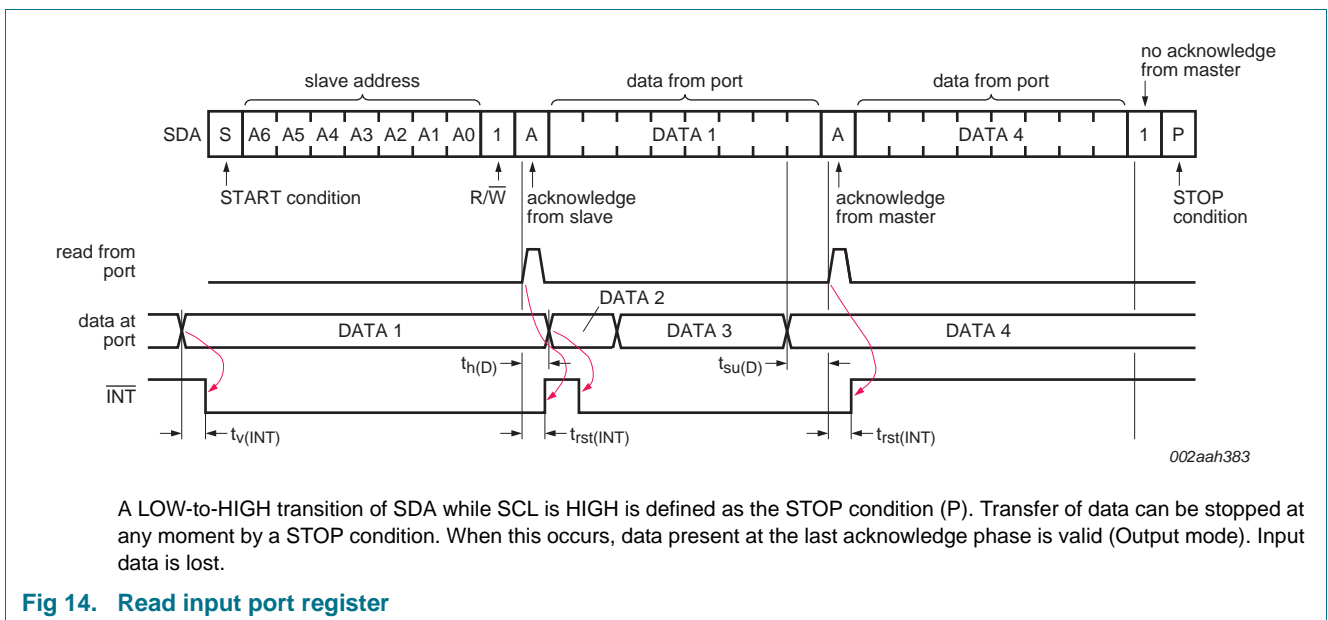 no acknowledge
from master
slave address
data from port
data from port
SDA S A6 A5 A4 A3 A2 A1 A0 1 A DATA 1 A DATA 4 1 P
START condition
R/W̅
acknowledge
from slave
acknowledge
from master
STOP
condition
read from
port
DATA 2
data at
port
DATA 1
DATA 3
DATA 4
th(D)
tsu(D)
I̅N̅T̅
tv(INT)
trst(INT)
trst(INT)
002aah383
A LOW-to-HIGH transition of SDA while SCL is HIGH is defined as the STOP condition (P). Transfer of data can be stopped at
any moment by a STOP condition. When this occurs, data present at the last acknowledge phase is valid (Output mode). Input
data is lost.
Fig 14. Read input port register